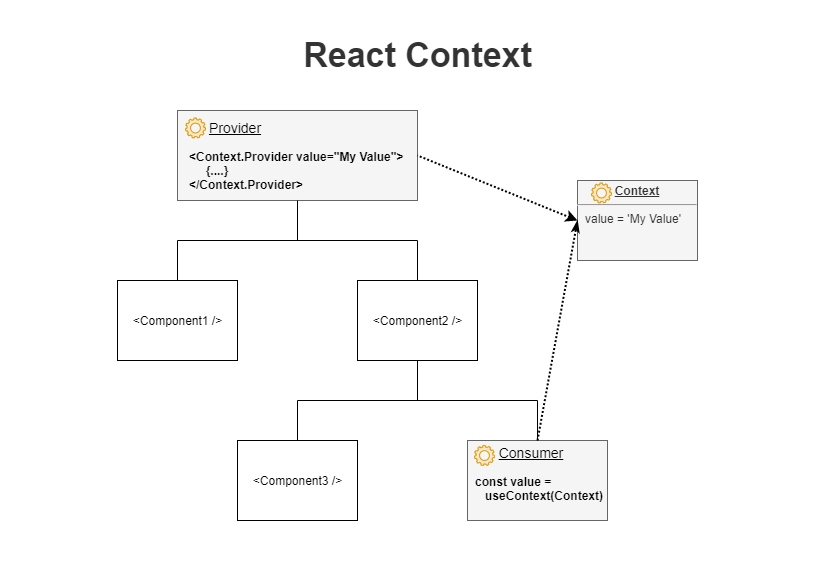 React Context
Provider
<Context.Provider value="My Value">
{....}
</Context.Provider>
Context
value = 'My Value'
<Component1 />
<Component2 />
<Component3 />
Consumer
const value =
useContext(Context)